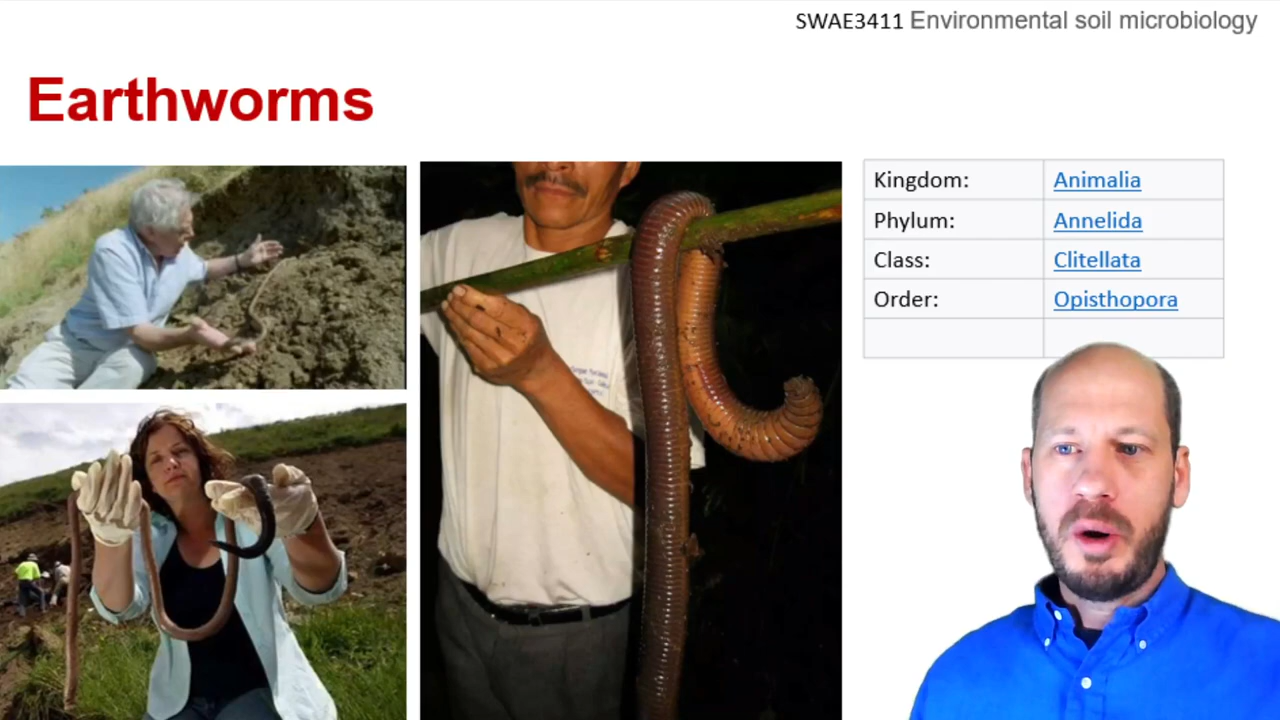 SWAE3411 Environmental soil microbiology
Earthworms
Kingdom: Animalia
Phylum: Annelida
Class: Clitellata
Order: Opisthopora